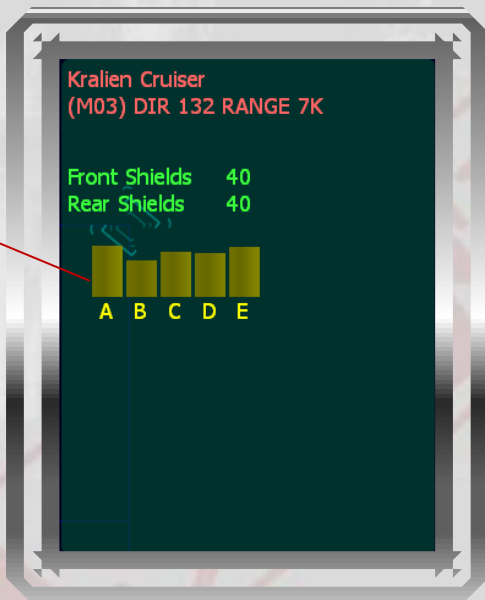 Kralien Cruiser
(M03) DIR 132 RANGE 7K
Front Shields 40
Rear Shields 40
A B C D E